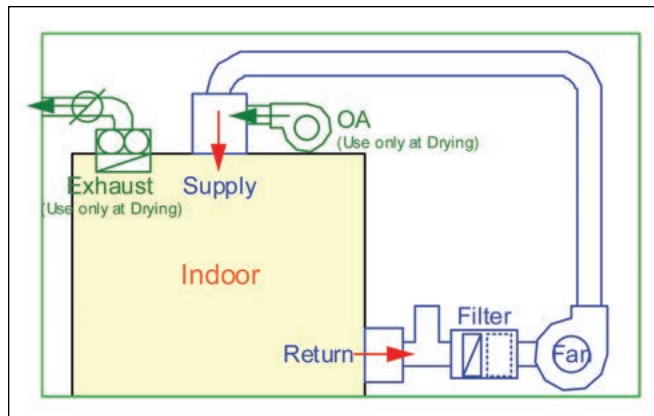 OA
(Use only at Drying)
Exhaust
(Use only at Drying)
Supply
Indoor
Filter
Return
Fan